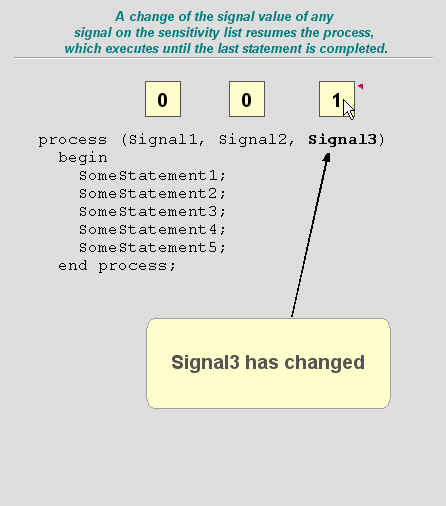 A change of the signal value of any
signal on the sensitivity list resumes the process,
which executes until the last statement is completed.
0 0 1
process (Signal1, Signal2, Signal3)
begin
SomeStatement1;
SomeStatement2;
SomeStatement3;
SomeStatement4;
SomeStatement5;
end process;
Signal3 has changed